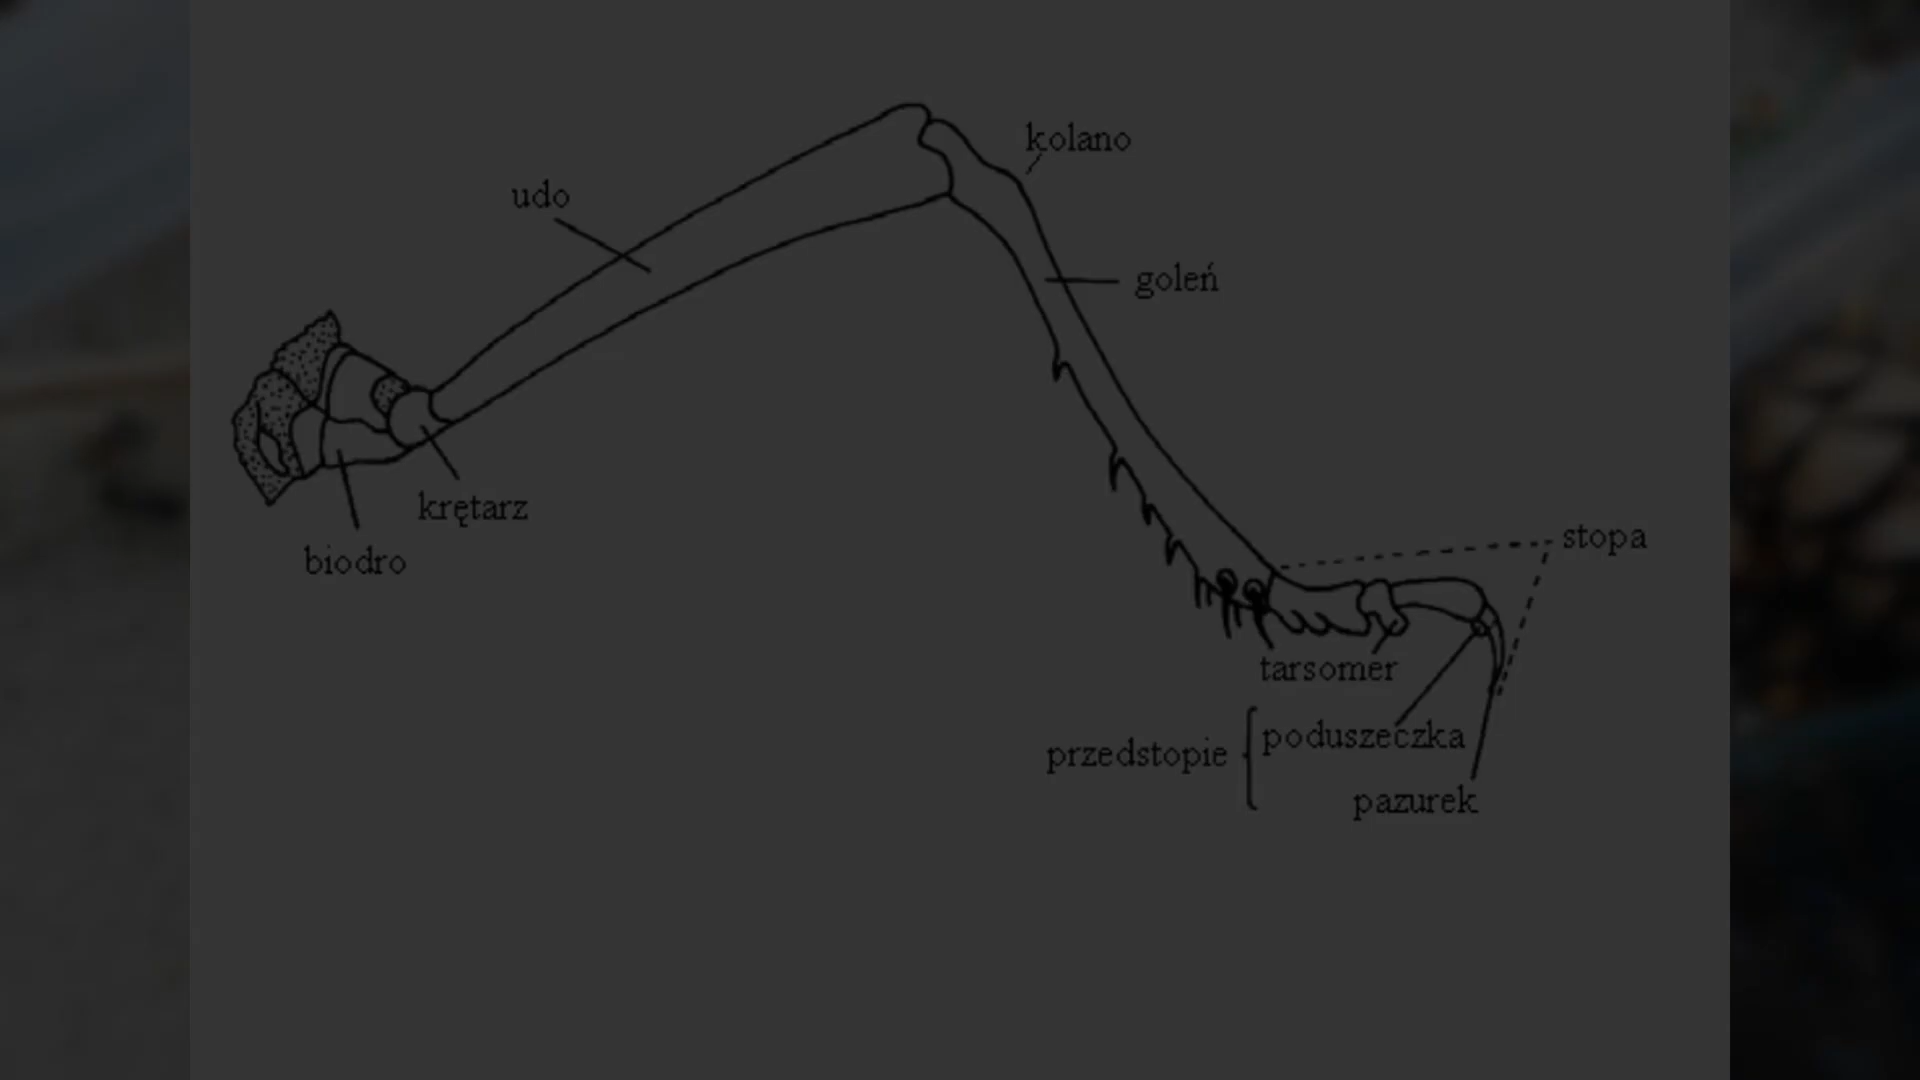 kolano
udo
goleń
krętarz
stopa
biodro
tarsomer
poduszeczka
przedstopie
pazurek